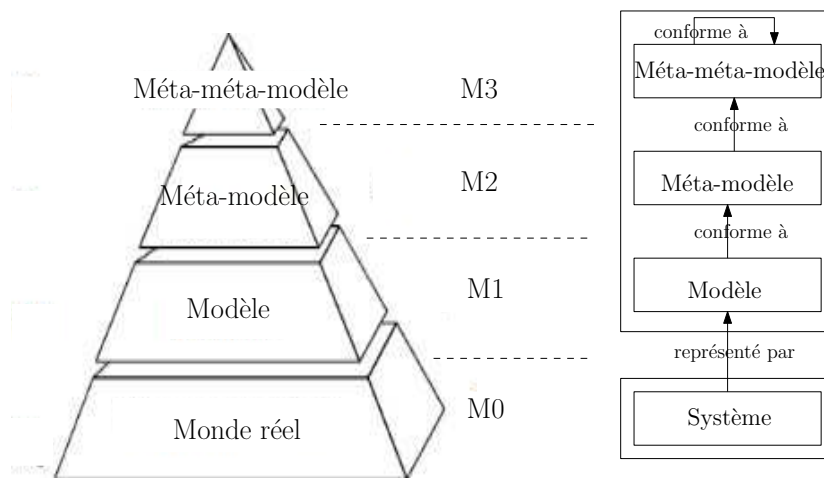 Méta-méta-modèle
M3
Méta-modèle
M2
Modèle
M1
Monde réel
M0
conforme à
Méta-méta-modèle
conforme à
Méta-modèle
conforme à
Modèle
représenté par
Système